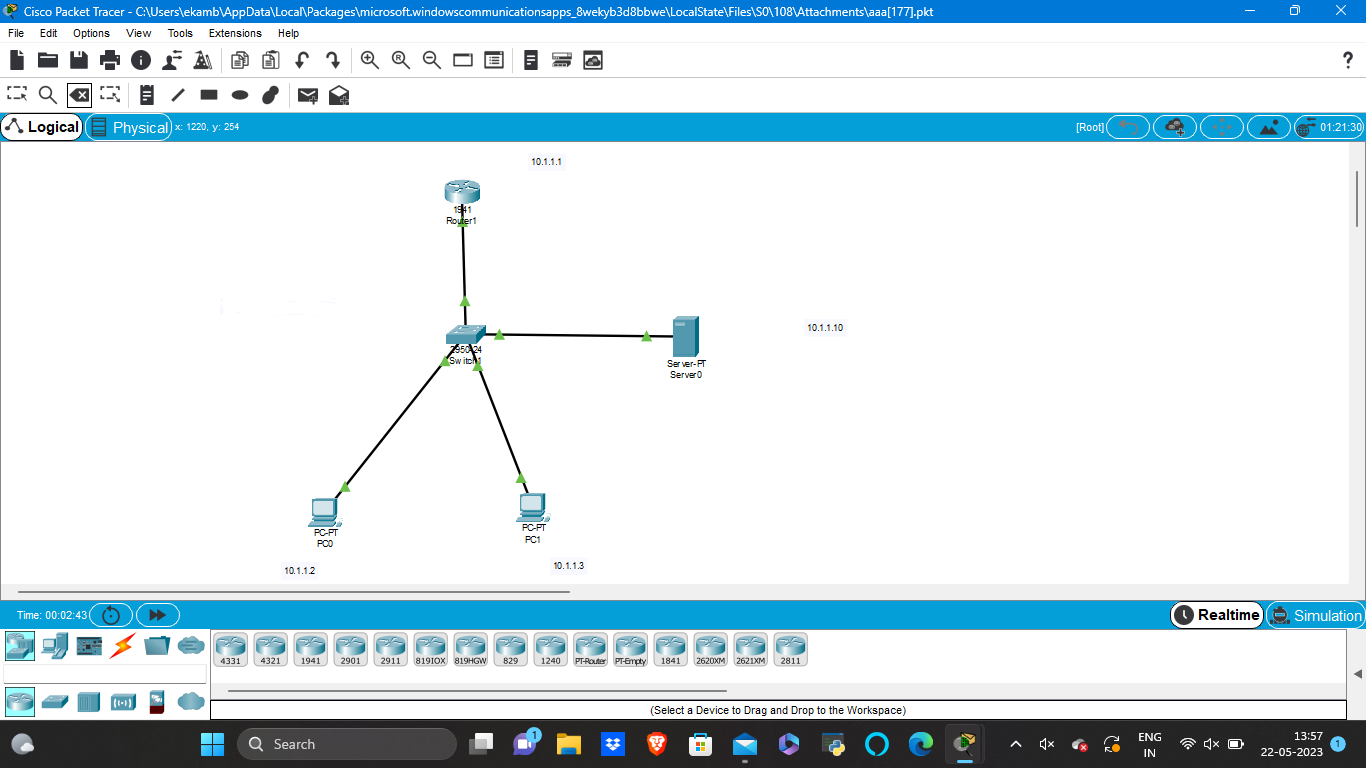 Cisco Packet Tracer - C:\Users\ekamb\AppData\Local\Packages\microsoft.windowscommunicationsapps_8wekyb3d8bbwe\LocalState\Files\S0\108\Attachments\aaa[177].pkt
File Edit Options View Tools Extensions Help
Logical Physical x: 1220, y: 254 [Root] 01:21:30
10.1.1.1
1941
Router1
10.1.1.10
2950-24
Switch1
Server-PT
Server0
PC-PT
PC0
PC-PT
PC1
10.1.1.2
10.1.1.3
Time: 00:02:43 Realtime Simulation
4331 4321 1941 2901 2911 819IOX 819HGW 829 1240 PT-Router PT-Empty 1841 2620XM 2621XM 2811
(Select a Device to Drag and Drop to the Workspace)
Search 1 ENG 13:57
IN 22-05-2023 1